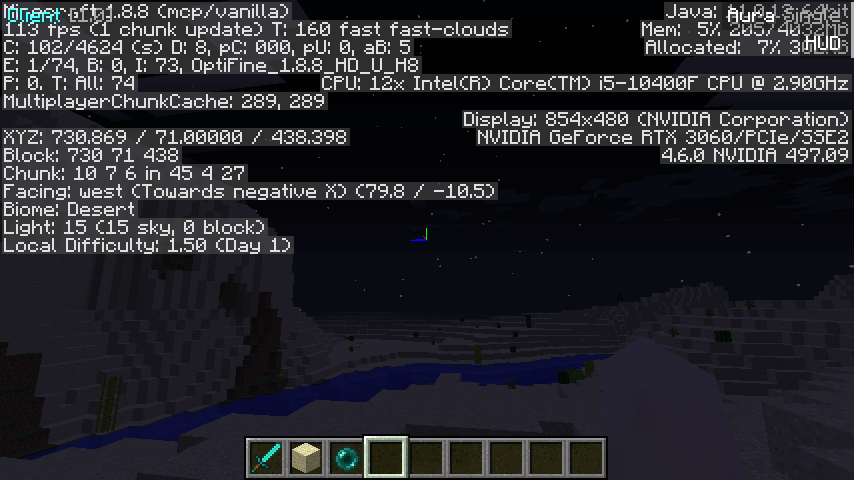 Minecraft 1.8.8 (mcp/vanilla)
Client
113 fps (1 chunk update) T: 160 fast fast-clouds
C: 102/4624 (s) D: 8, pC: 000, pU: 0, aB: 5
E: 1/74, B: 0, I: 73, OptiFine_1.8.8_HD_U_H8
P: 0, T: All: 74
MultiplayerChunkCache: 289, 289
XYZ: 730.869 / 71.00000 / 438.398
Block: 730 71 438
Chunk: 10 7 6 in 45 4 27
Facing: west (Towards negative X) (79.8 / -10.5)
Biome: Desert
Light: 15 (15 sky, 0 block)
Local Difficulty: 1.50 (Day 1)
Java:
Aura
Mem: 5%
HUD
Allocated: 7%
CPU: 12x Intel(R) Core(TM) i5-10400F CPU @ 2.90GHz
Display: 854x480 (NVIDIA Corporation)
NVIDIA GeForce RTX 3060/PCIe/SSE2
4.6.0 NVIDIA 497.09